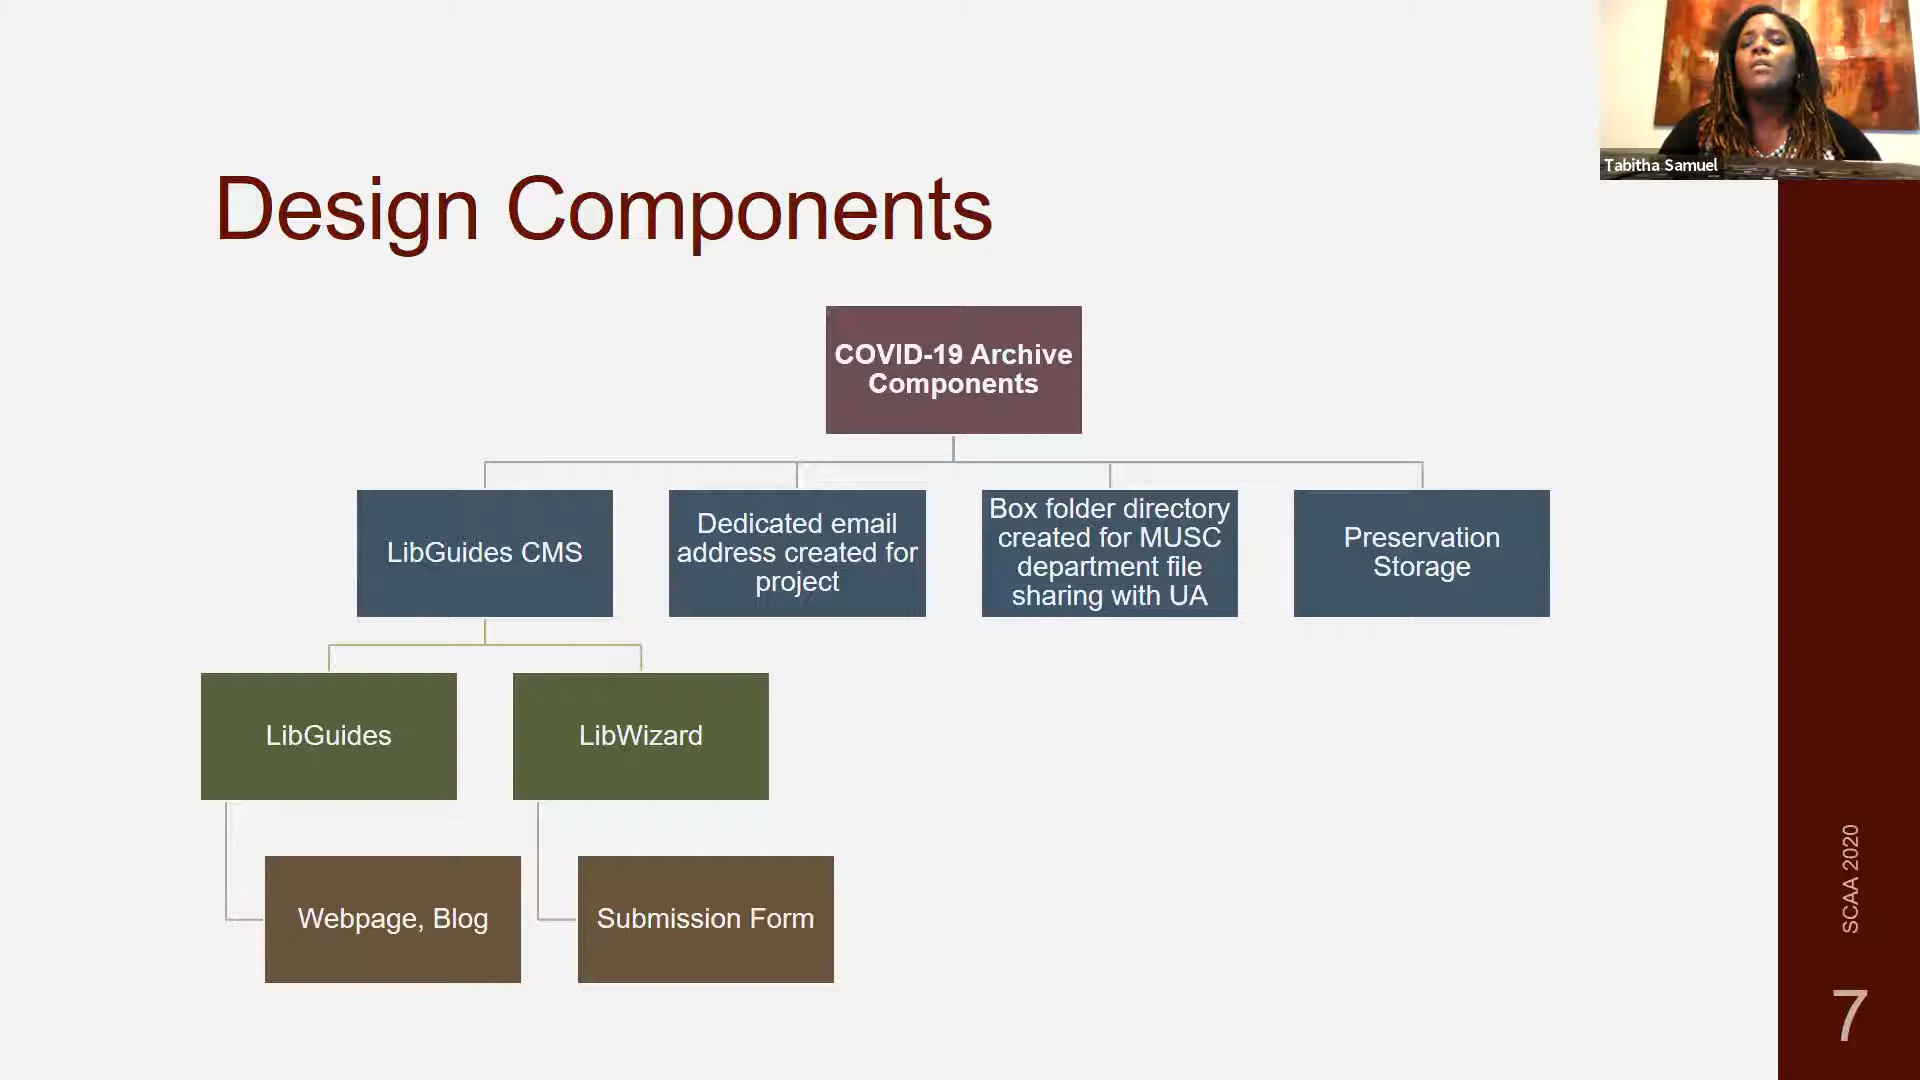 Tabitha Samuel
Design Components
COVID-19 Archive
Components
LibGuides CMS
Dedicated email
address created for
project
Box folder directory
created for MUSC
department file
sharing with UA
Preservation
Storage
LibGuides
LibWizard
Webpage, Blog
Submission Form
SCAA 2020
7